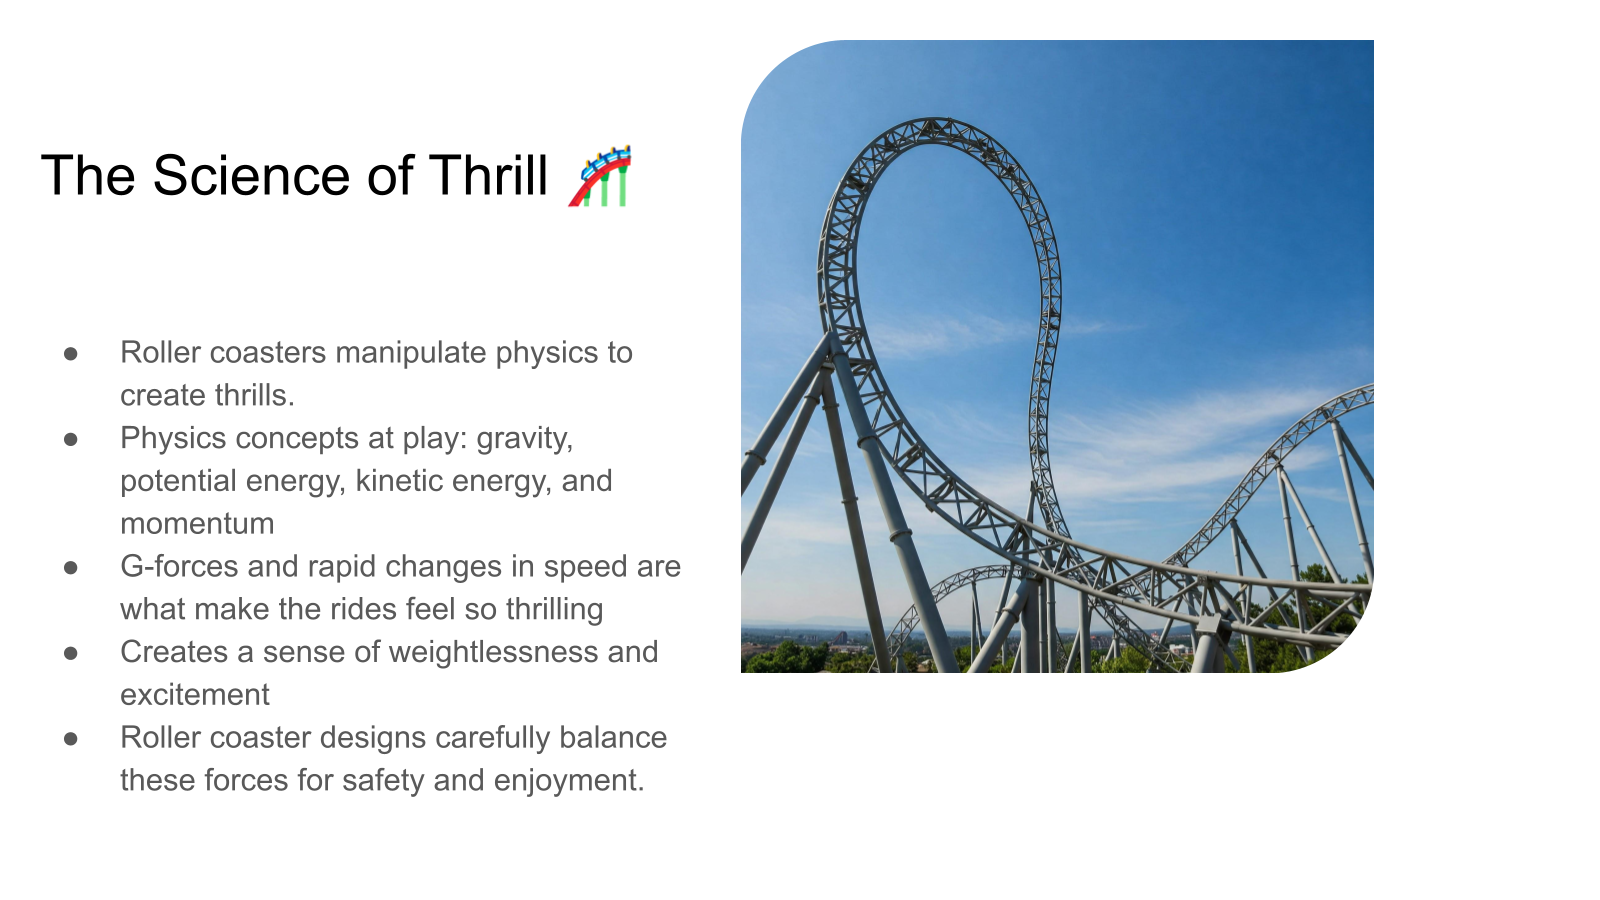 The Science of Thrill 🎢
● Roller coasters manipulate physics to
create thrills.
● Physics concepts at play: gravity,
potential energy, kinetic energy, and
momentum
● G-forces and rapid changes in speed are
what make the rides feel so thrilling
● Creates a sense of weightlessness and
excitement
● Roller coaster designs carefully balance
these forces for safety and enjoyment.